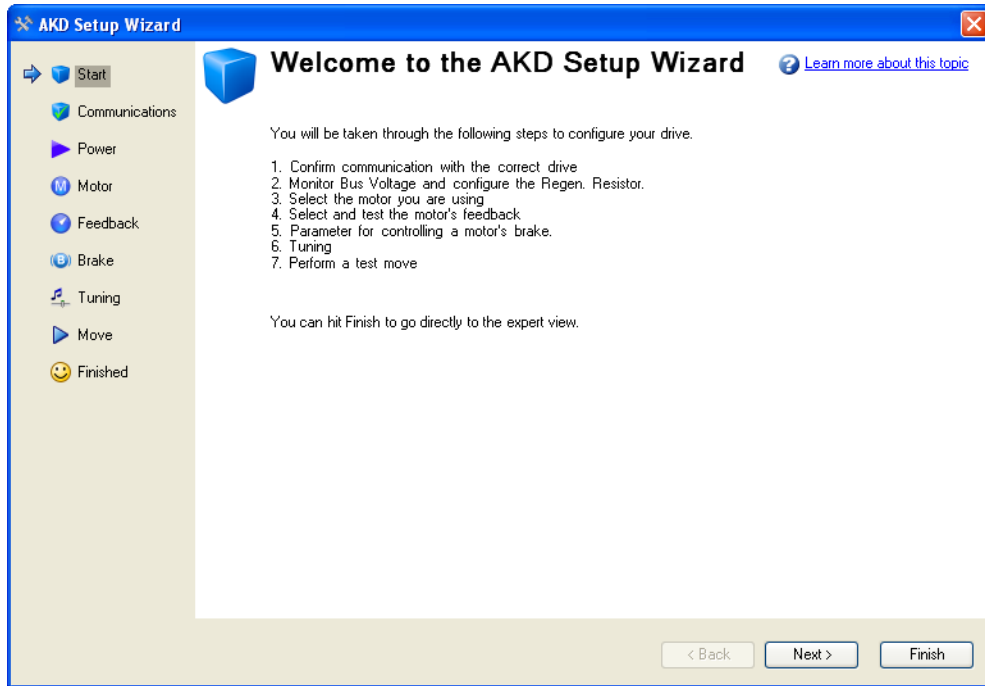 AKD Setup Wizard
Start
Communications
Power
Motor
Feedback
Brake
Tuning
Move
Finished
Welcome to the AKD Setup Wizard
Learn more about this topic
You will be taken through the following steps to configure your drive.
1. Confirm communication with the correct drive
2. Monitor Bus Voltage and configure the Regen. Resistor.
3. Select the motor you are using
4. Select and test the motor's feedback
5. Parameter for controlling a motor's brake.
6. Tuning
7. Perform a test move
You can hit Finish to go directly to the expert view.
< Back
Next >
Finish